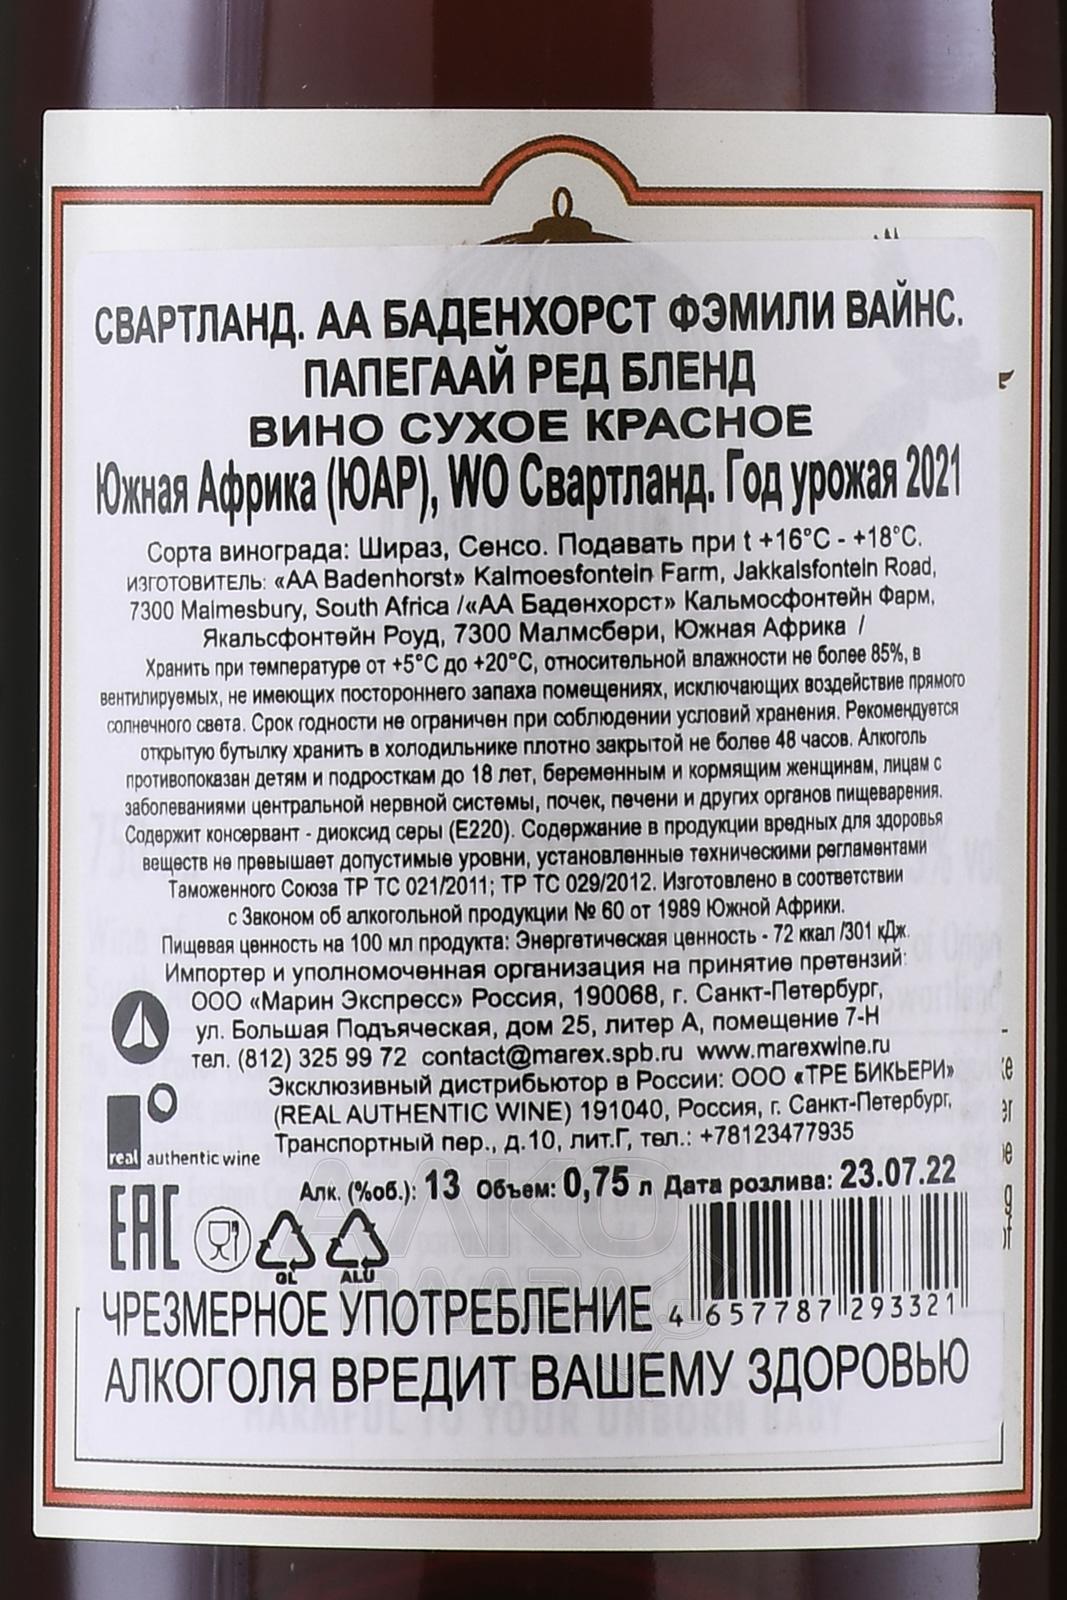 СВАРТЛАНД. АА БАДЕНХОРСТ ФЭМИЛИ ВАЙНС.
ПАПЕГААЙ РЕД БЛЕНД
ВИНО СУХОЕ КРАСНОЕ
Южная Африка (ЮАР), WO Свартланд. Год урожая 2021
Сорта винограда: Шираз, Сенсо. Подавать при t +16°C - +18°C.
ИЗГОТОВИТЕЛЬ: «AA Badenhorst» Kalmoesfontein Farm, Jakkalsfontein Road,
7300 Malmesbury, South Africa /«АА Баденхорст» Кальмосфонтейн Фарм,
Якальсфонтейн Роуд, 7300 Малмсбери, Южная Африка /
Хранить при температуре от +5°C до +20°C, относительной влажности не более 85%, в
вентилируемых, не имеющих постороннего запаха помещениях, исключающих воздействие прямого
солнечного света. Срок годности не ограничен при соблюдении условий хранения. Рекомендуется
открытую бутылку хранить в холодильнике плотно закрытой не более 48 часов. Алкоголь
противопоказан детям и подросткам до 18 лет, беременным и кормящим женщинам, лицам с
заболеваниями центральной нервной системы, почек, печени и других органов пищеварения.
Содержит консервант - диоксид серы (E220). Содержание в продукции вредных для здоровья
веществ не превышает допустимые уровни, установленные техническими регламентами
Таможенного Союза ТР ТС 021/2011; ТР ТС 029/2012. Изготовлено в соответствии
с Законом об алкогольной продукции № 60 от 1989 Южной Африки.
Пищевая ценность на 100 мл продукта: Энергетическая ценность - 72 ккал /301 кДж.
Импортер и уполномоченная организация на принятие претензий:
ООО «Марин Экспресс» Россия, 190068, г. Санкт-Петербург,
ул. Большая Подъяческая, дом 25, литер А, помещение 7-Н
тел. (812) 325 99 72 contact@marex.spb.ru www.marexwine.ru
Эксклюзивный дистрибьютор в России: ООО «ТРЕ БИКЬЕРИ»
(REAL AUTHENTIC WINE) 191040, Россия, г. Санкт-Петербург,
Транспортный пер., д.10, лит.Г, тел.: +78123477935
real authentic wine
Алк. (%об.): 13 Объем: 0,75 л Дата розлива: 23.07.22
EAC
GL ALU
4 657787 293321
ЧРЕЗМЕРНОЕ УПОТРЕБЛЕНИЕ
АЛКОГОЛЯ ВРЕДИТ ВАШЕМУ ЗДОРОВЬЮ
HARMFUL TO YOUR UNBORN BABY
АЛКО
ПЛАЗА